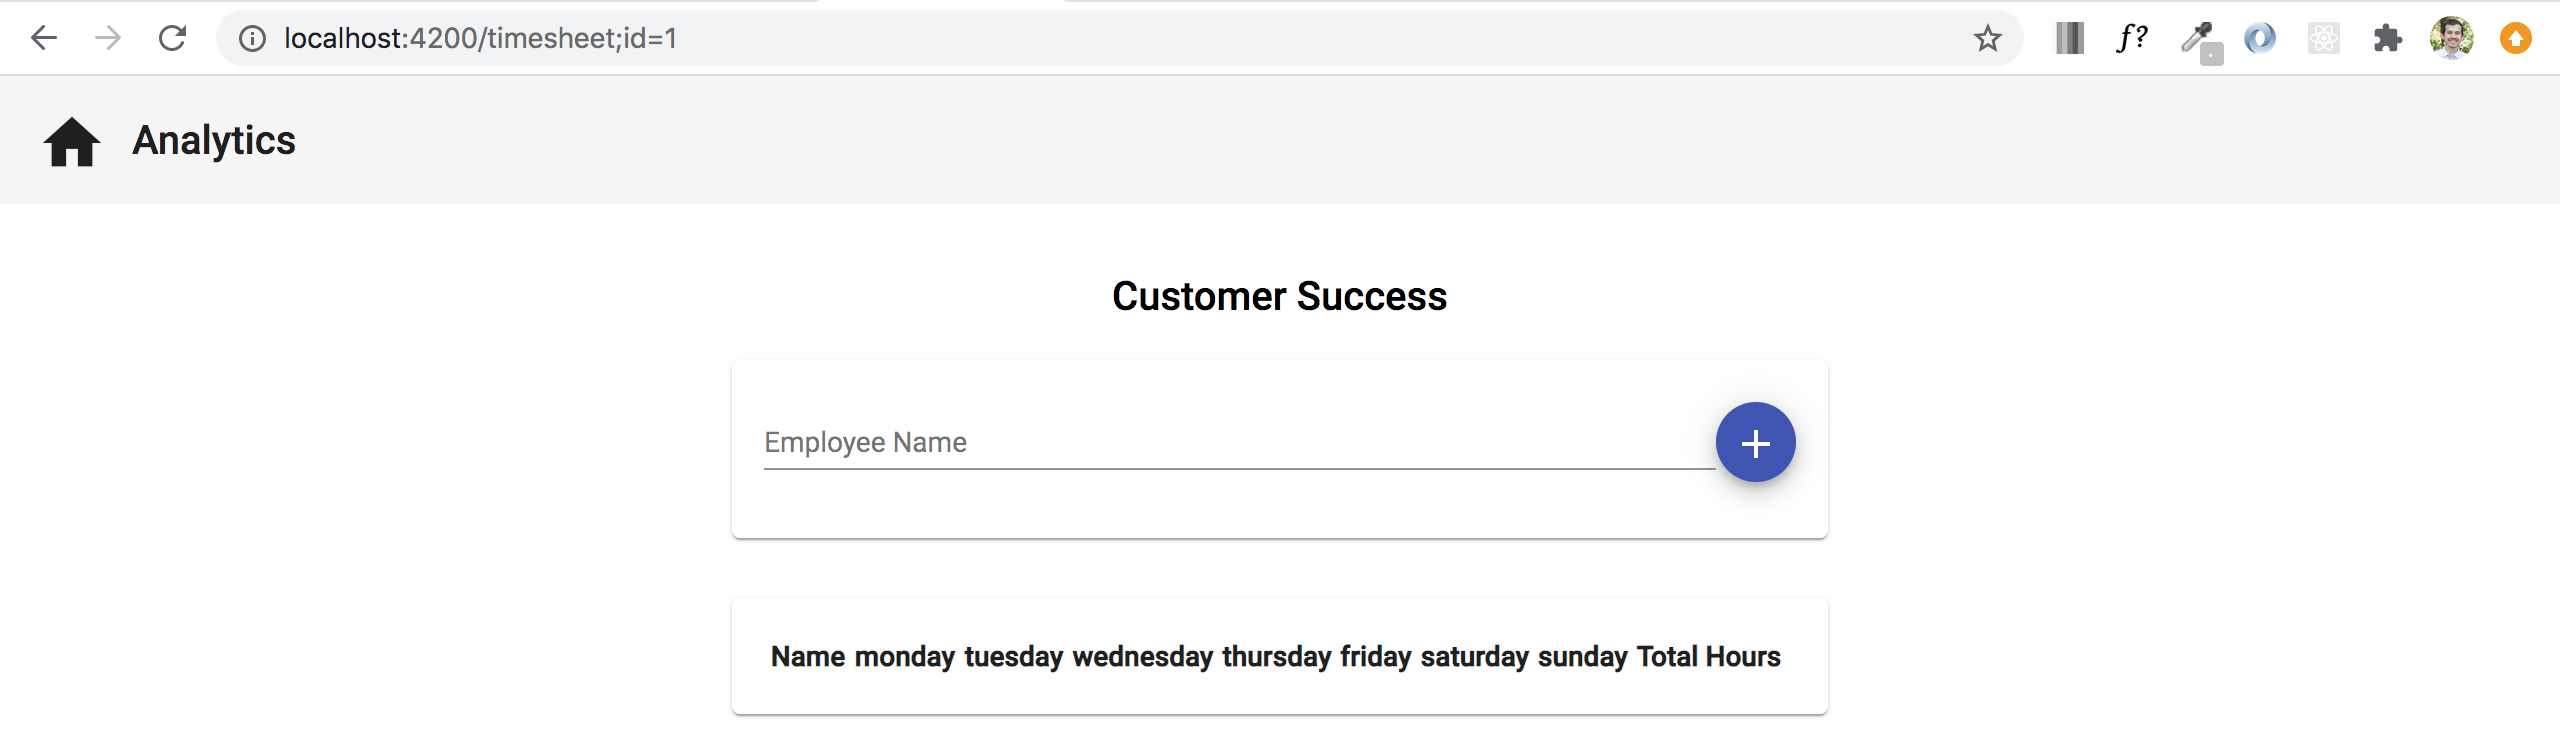 localhost:4200/timesheet;id=1
f?
Analytics
Customer Success
Employee Name
Name monday tuesday wednesday thursday friday saturday sunday Total Hours